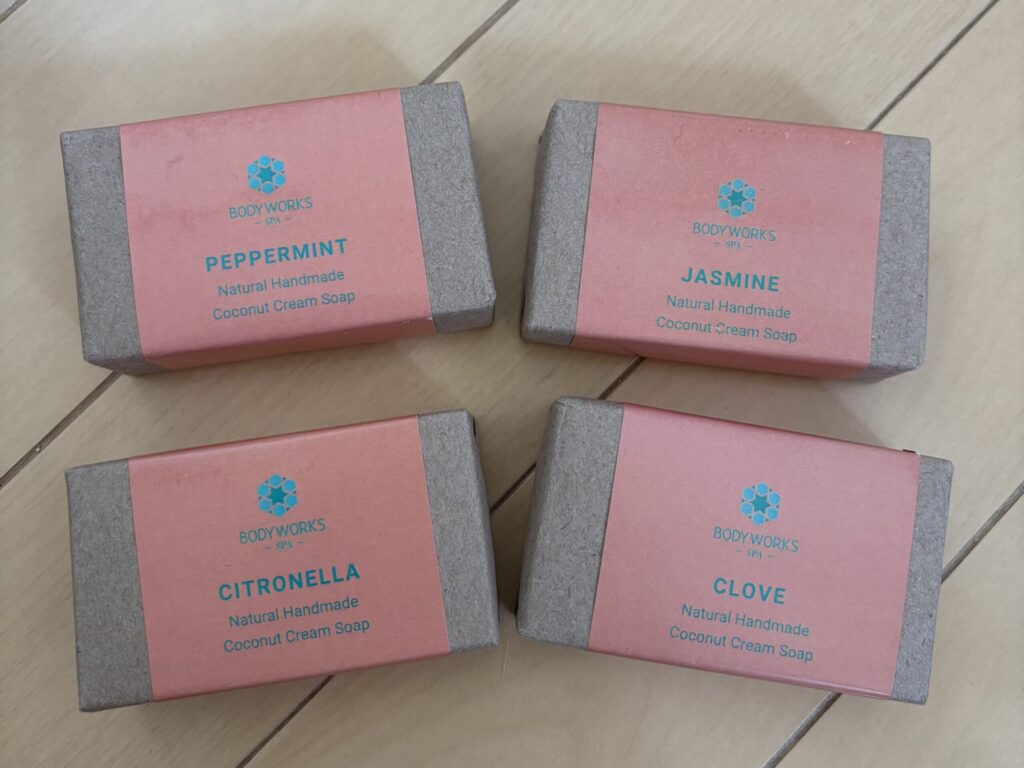 BODYWORKS
— SPA —
PEPPERMINT
Natural Handmade
Coconut Cream Soap
BODYWORKS
— SPA —
JASMINE
Natural Handmade
Coconut Cream Soap
BODYWORKS
— SPA —
CITRONELLA
Natural Handmade
Coconut Cream Soap
BODYWORKS
— SPA —
CLOVE
Natural Handmade
Coconut Cream Soap